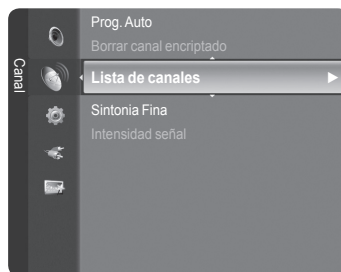 Canal
Prog. Auto
Borrar canal encriptado
Lista de canales
Sintonia Fina
Intensidad señal